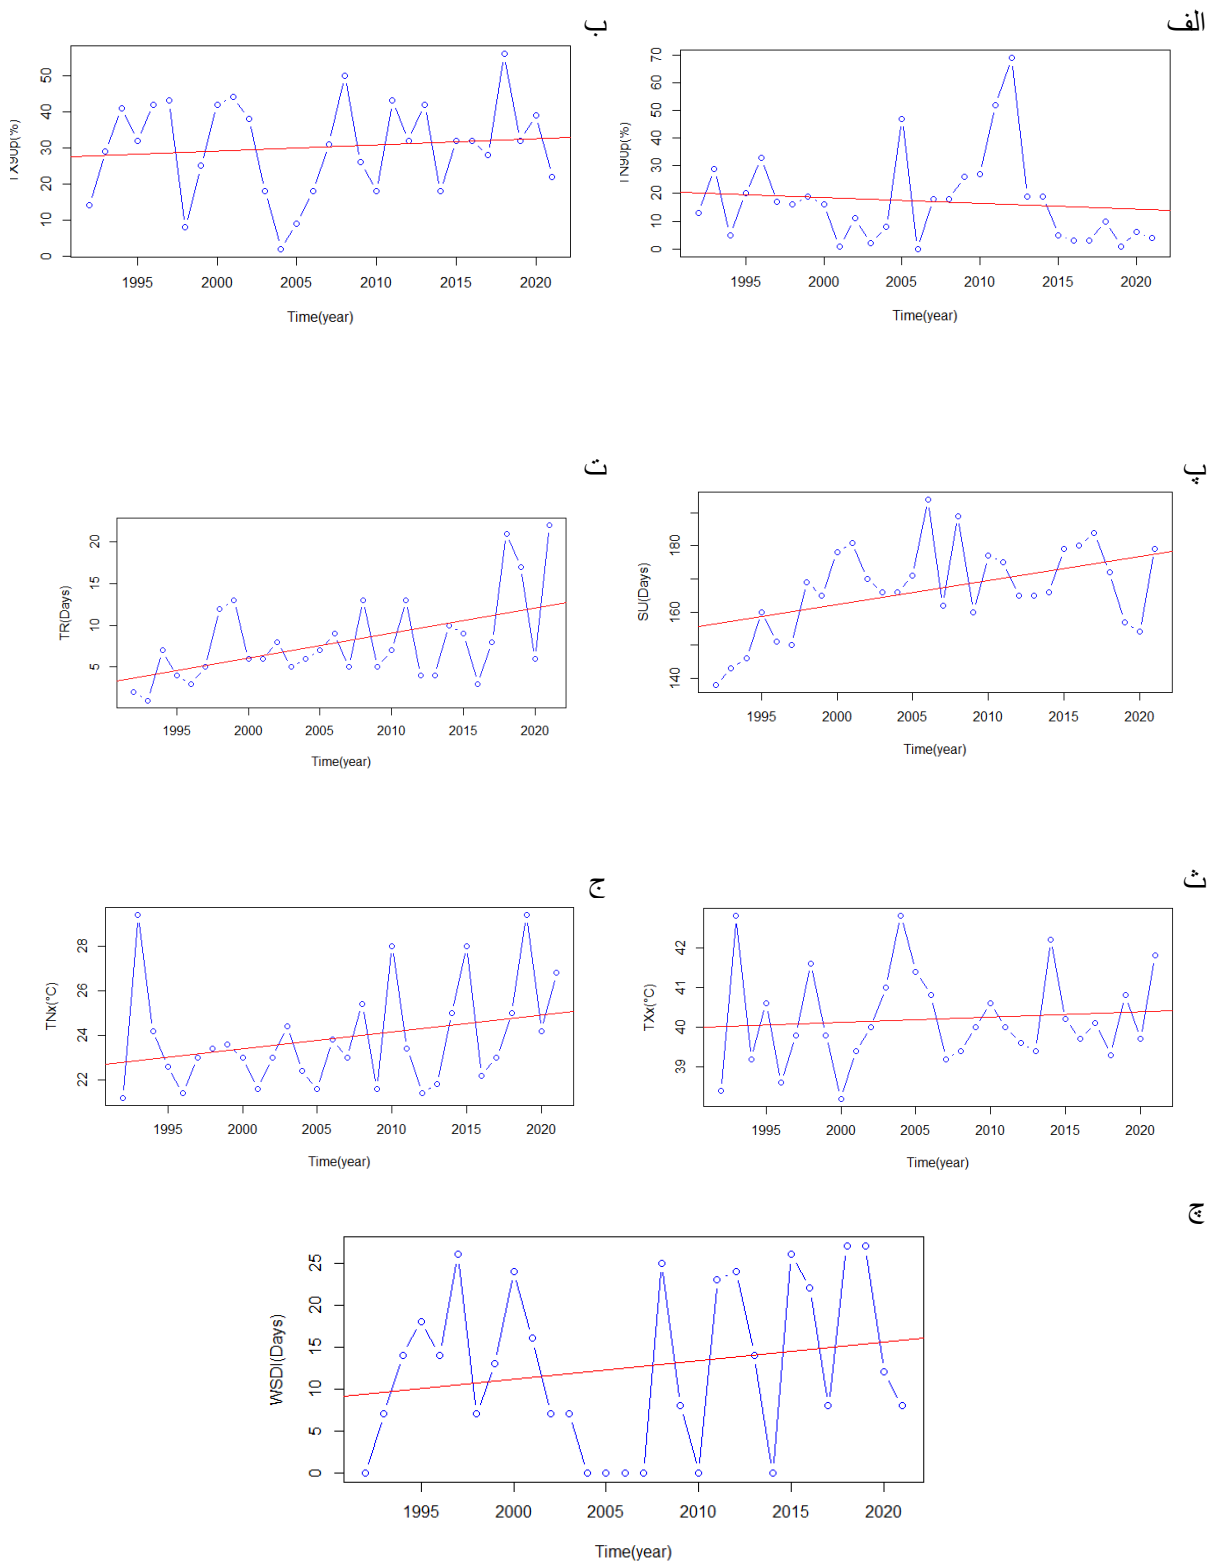 الف
ب
TN90p(%)
70
60
50
40
30
20
10
0
1995 2000 2005 2010 2015 2020
Time(year)
TX90p(%)
50
40
30
20
10
0
1995 2000 2005 2010 2015 2020
Time(year)
پ
ت
SU(Days)
180
160
140
1995 2000 2005 2010 2015 2020
Time(year)
TR(Days)
20
15
10
5
1995 2000 2005 2010 2015 2020
Time(year)
ث
ج
TXx(°C)
42
41
40
39
1995 2000 2005 2010 2015 2020
Time(year)
TNx(°C)
28
26
24
22
1995 2000 2005 2010 2015 2020
Time(year)
چ
WSDI(Days)
25
20
15
10
5
0
1995 2000 2005 2010 2015 2020
Time(year)